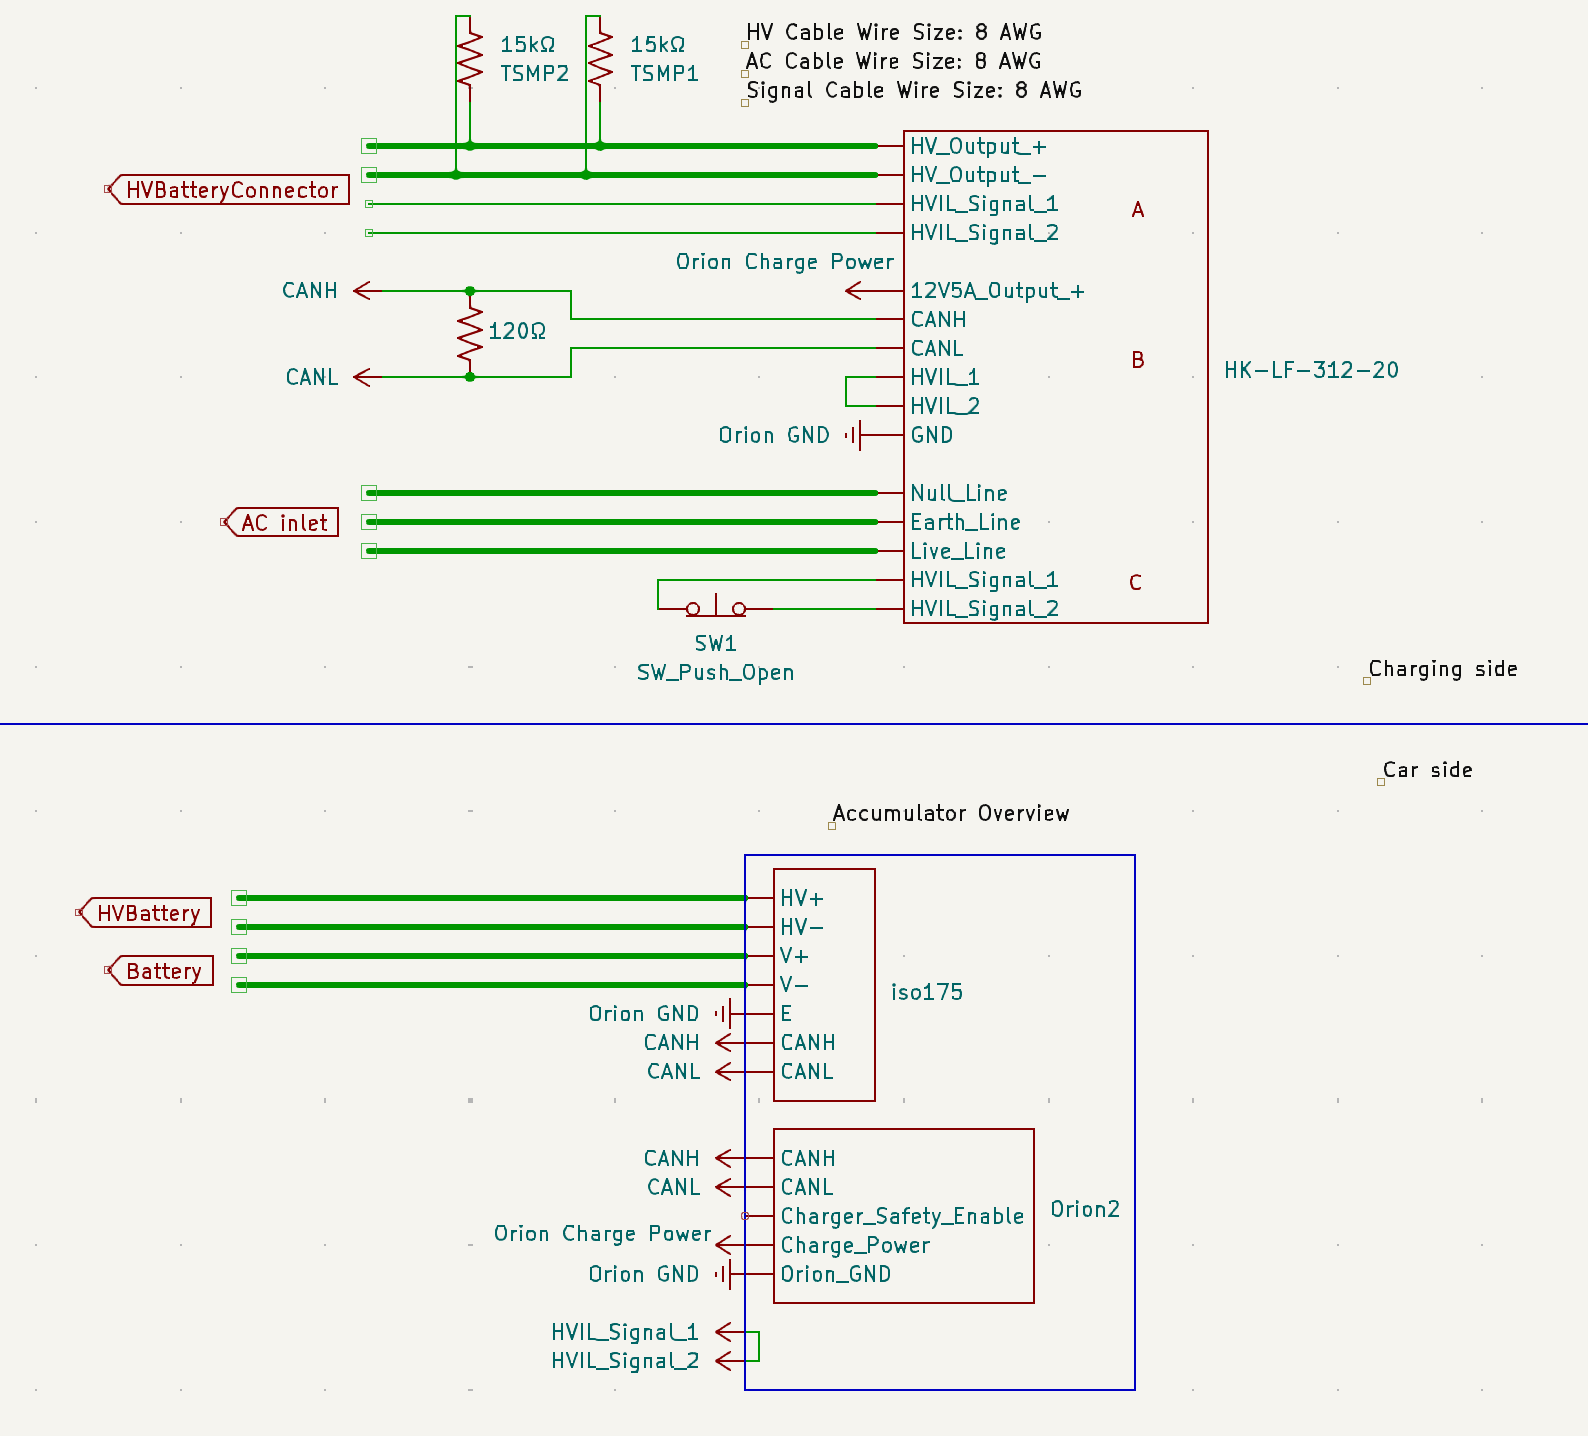 15kΩ
TSMP2
15kΩ
TSMP1
HV Cable Wire Size: 8 AWG
AC Cable Wire Size: 8 AWG
Signal Cable Wire Size: 8 AWG
HVBatteryConnector
HV_Output_+
HV_Output_-
HVIL_Signal_1
HVIL_Signal_2
A
Orion Charge Power
12V5A_Output_+
CANH
120Ω
CANL
CANH
CANL
HVIL_1
HVIL_2
B
HK-LF-312-20
Orion GND
GND
AC inlet
Null_Line
Earth_Line
Live_Line
HVIL_Signal_1
HVIL_Signal_2
C
SW1
SW_Push_Open
Charging side
Car side
Accumulator Overview
HVBattery
Battery
HV+
HV-
V+
V-
iso175
Orion GND
E
CANH
CANH
CANL
CANL
CANH
CANH
CANL
CANL
Charger_Safety_Enable
Orion2
Orion Charge Power
Charge_Power
Orion GND
Orion_GND
HVIL_Signal_1
HVIL_Signal_2